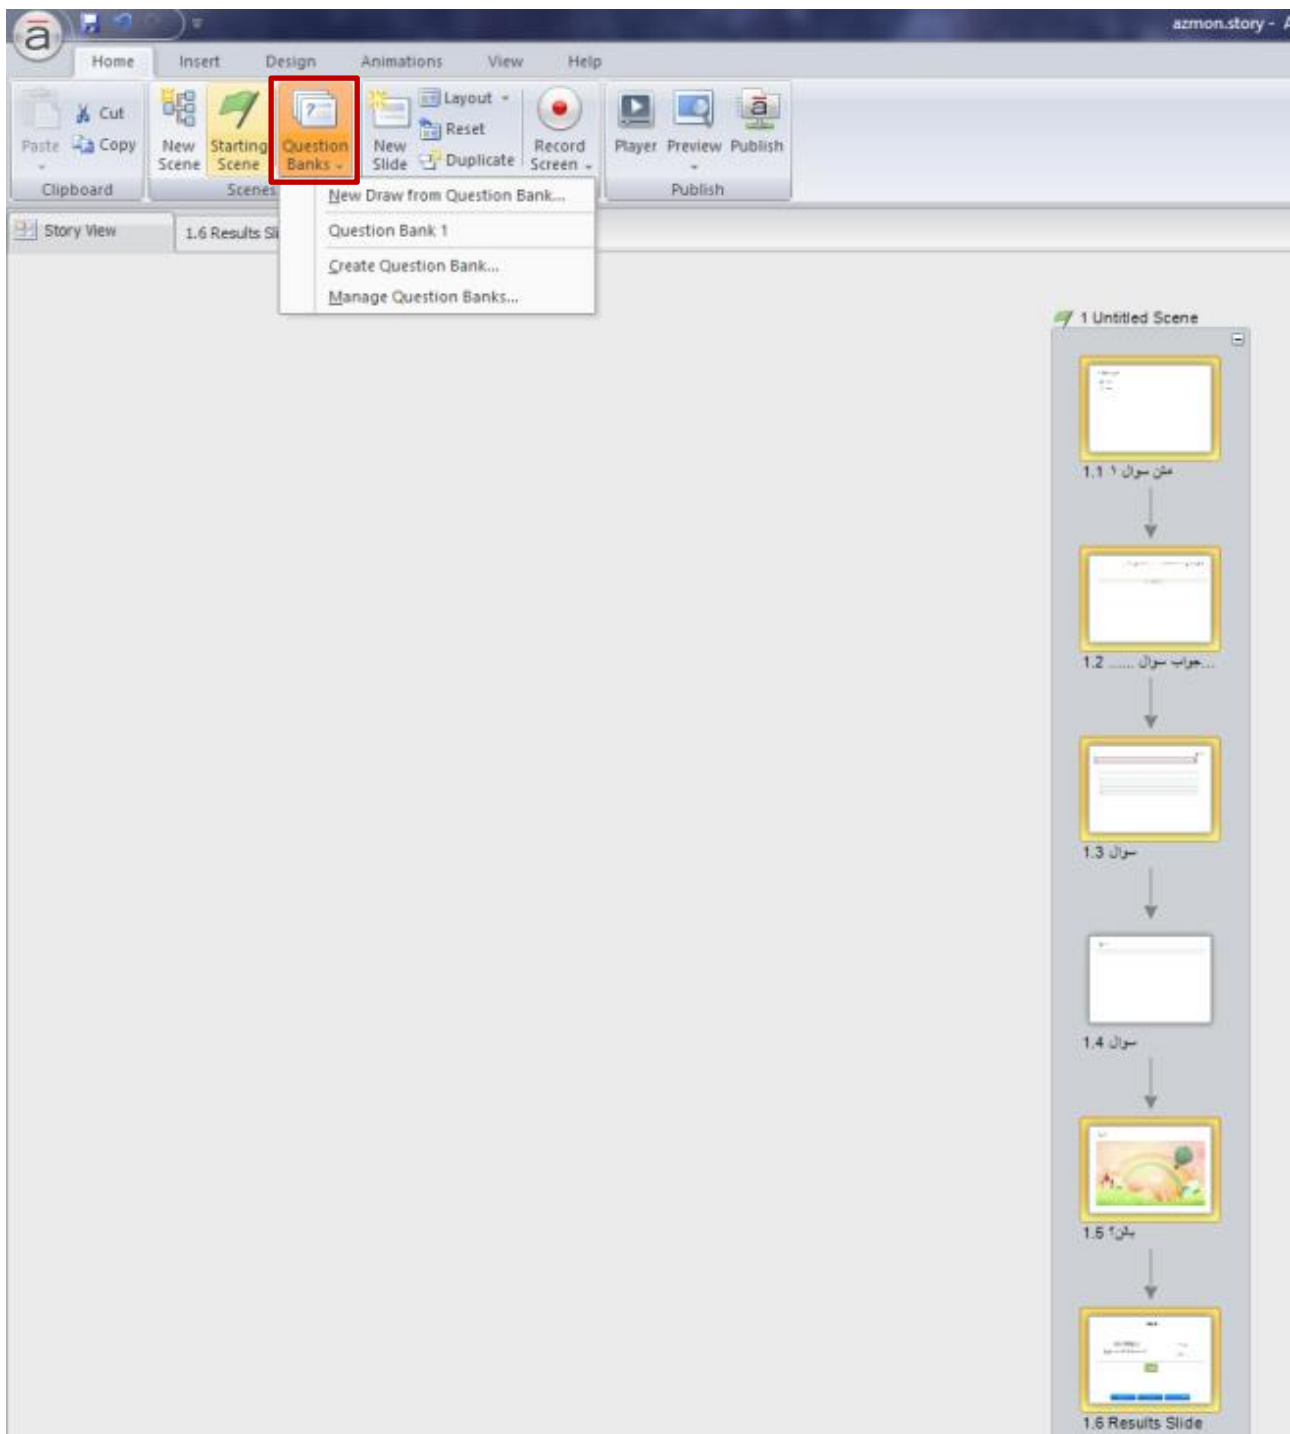 azmon.story -
Home Insert Design Animations View Help
Paste Cut Copy
Clipboard
New Scene Starting Scene Question Banks
Scenes
New Slide Layout Reset Duplicate Record Screen
Player Preview Publish
Publish
New Draw from Question Bank...
Question Bank 1
Create Question Bank...
Manage Question Banks...
Story View 1.6 Results Sl
1 Untitled Scene
1.1 متن سوال ۱
1.2 جواب سوال ...... ...
1.3 سوال
1.4 سوال
1.5 بالن؟
1.6 Results Slide